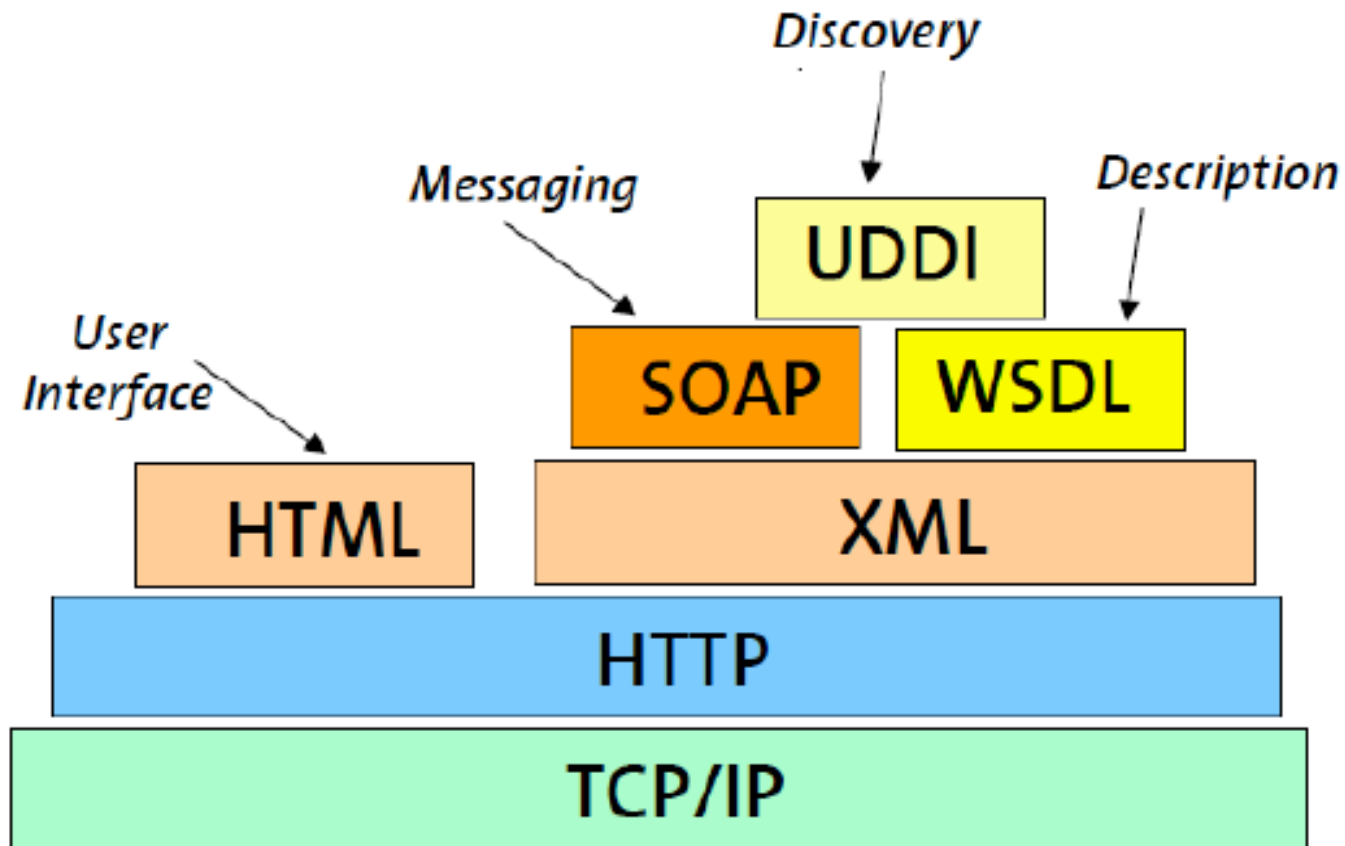 Discovery
Messaging
Description
UDDI
User
Interface
SOAP
WSDL
HTML
XML
HTTP
TCP/IP